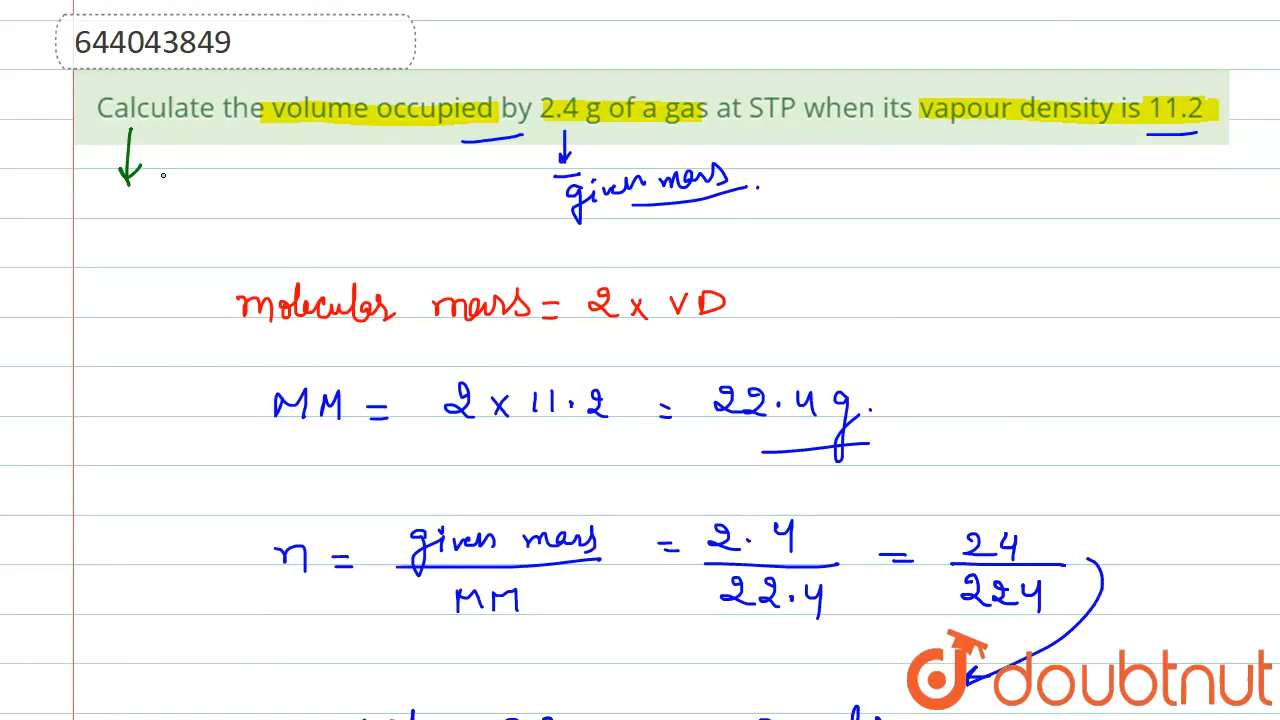 644043849
Calculate the volume occupied by 2.4 g of a gas at STP when its vapour density is 11.2
given mass.
molecular mass = 2 x VD
MM = 2 x 11.2 = 22.4 g.
n = given mass / MM = 2.4 / 22.4 = 24 / 224
doubtnut